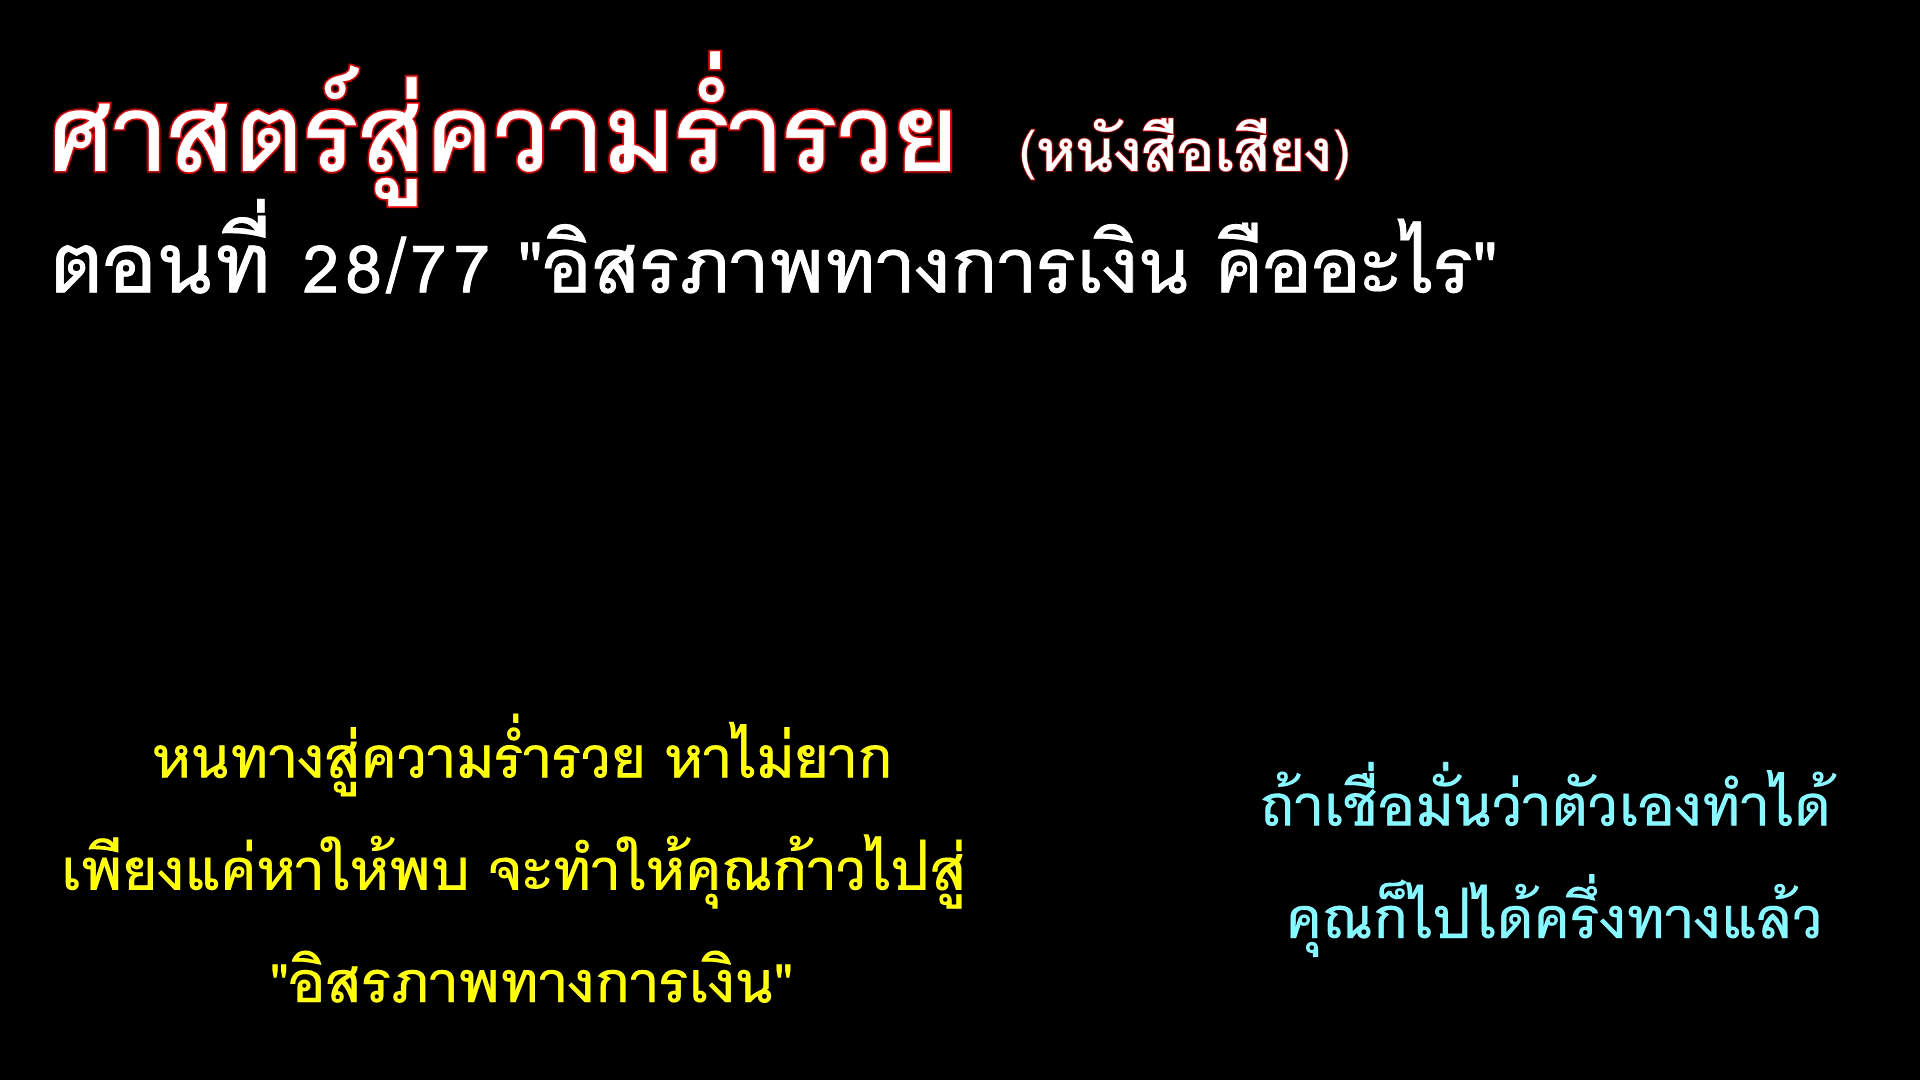 ศาสตร์สู่ความร่ำรวย (หนังสือเสียง)
ตอนที่ 28/77 "อิสรภาพทางการเงิน คืออะไร"
หนทางสู่ความร่ำรวย หาไม่ยาก
เพียงแค่หาให้พบ จะทำให้คุณก้าวไปสู่
"อิสรภาพทางการเงิน"
ถ้าเชื่อมั่นว่าตัวเองทำได้
คุณก็ไปได้ครึ่งทางแล้ว